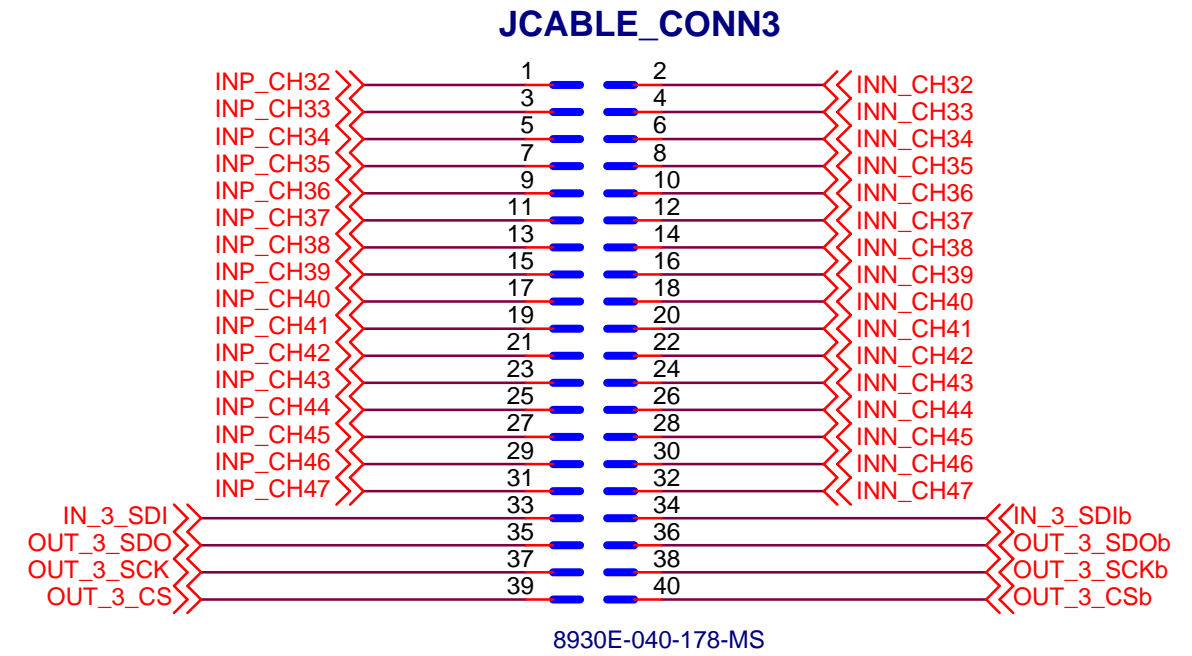 JCABLE_CONN3
INP_CH32 1 2 INN_CH32
INP_CH33 3 4 INN_CH33
INP_CH34 5 6 INN_CH34
INP_CH35 7 8 INN_CH35
INP_CH36 9 10 INN_CH36
INP_CH37 11 12 INN_CH37
INP_CH38 13 14 INN_CH38
INP_CH39 15 16 INN_CH39
INP_CH40 17 18 INN_CH40
INP_CH41 19 20 INN_CH41
INP_CH42 21 22 INN_CH42
INP_CH43 23 24 INN_CH43
INP_CH44 25 26 INN_CH44
INP_CH45 27 28 INN_CH45
INP_CH46 29 30 INN_CH46
INP_CH47 31 32 INN_CH47
IN_3_SDI 33 34 IN_3_SDIb
OUT_3_SDO 35 36 OUT_3_SDOb
OUT_3_SCK 37 38 OUT_3_SCKb
OUT_3_CS 39 40 OUT_3_CSb
8930E-040-178-MS